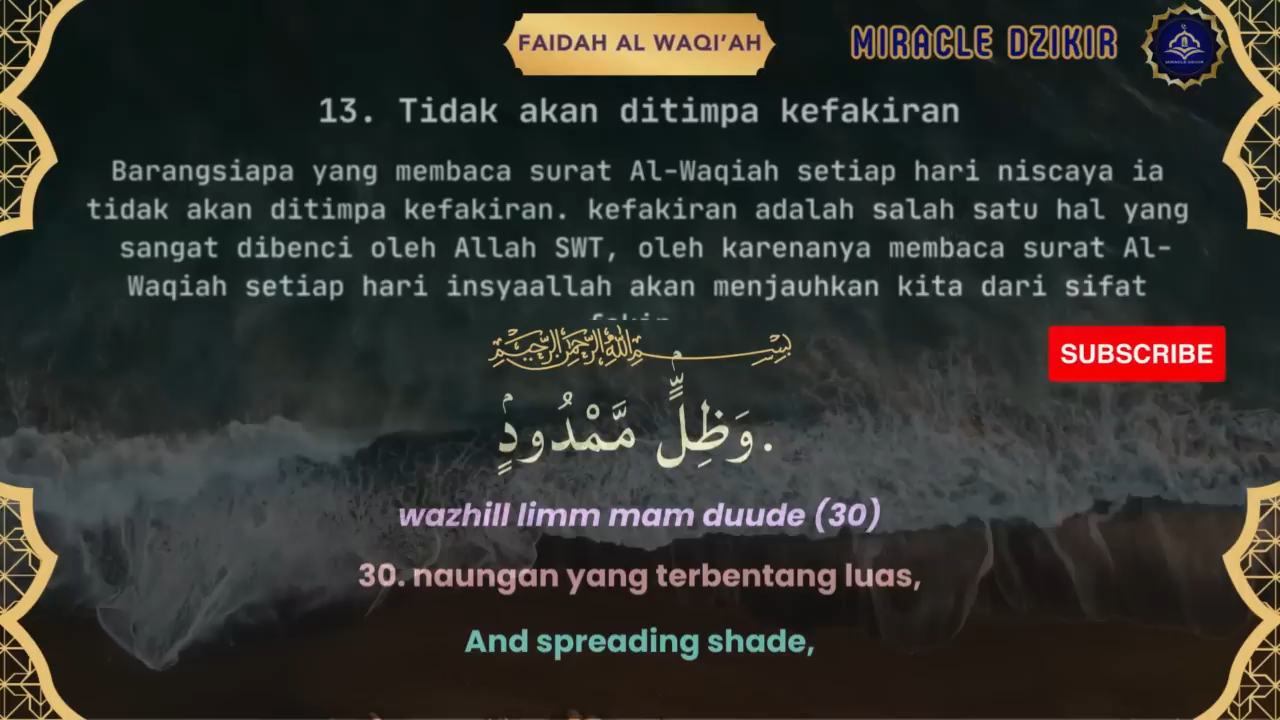 FAIDAH AL WAQI’AH
MIRACLE DZIKIR
13. Tidak akan ditimpa kefakiran
Barangsiapa yang membaca surat Al-Waqiah setiap hari niscaya ia
tidak akan ditimpa kefakiran. kefakiran adalah salah satu hal yang
sangat dibenci oleh Allah SWT, oleh karenanya membaca surat Al-
Waqiah setiap hari insyaallah akan menjauhkan kita dari sifat
بِسْمِ اللهِ الرَّحْمٰنِ الرَّحِيْمِ
SUBSCRIBE
.وَظِلٍّۢ مَّمْدُودٍۢ
wazhill limm mam duude (30)
30. naungan yang terbentang luas,
And spreading shade,